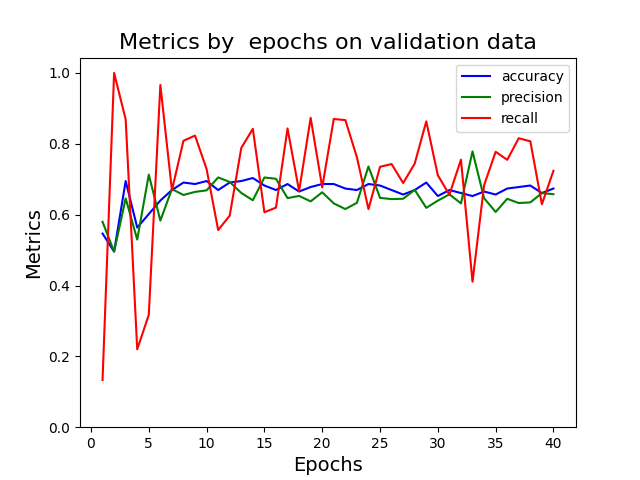 Metrics by  epochs on validation data
accuracy
precision
recall
Metrics
1.0
0.8
0.6
0.4
0.2
0.0
0 5 10 15 20 25 30 35 40
Epochs